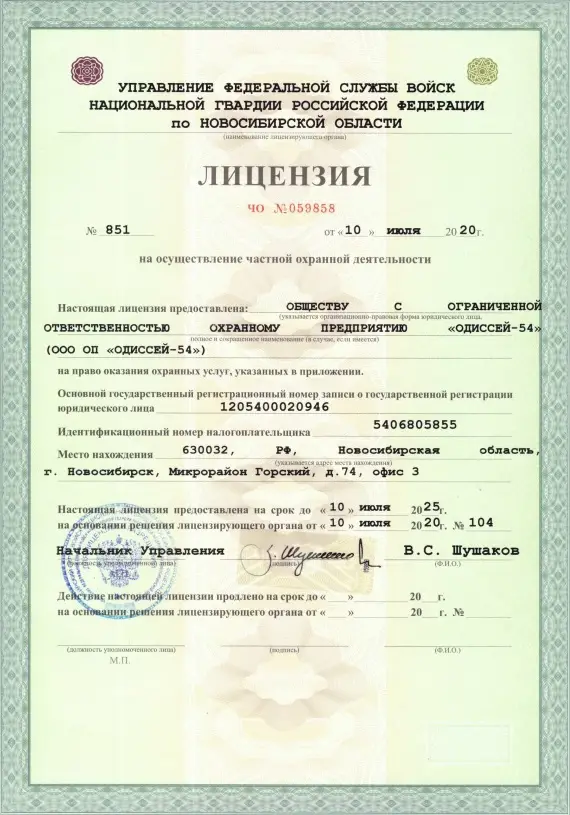 УПРАВЛЕНИЕ ФЕДЕРАЛЬНОЙ СЛУЖБЫ ВОЙСК
НАЦИОНАЛЬНОЙ ГВАРДИИ РОССИЙСКОЙ ФЕДЕРАЦИИ
по НОВОСИБИРСКОЙ ОБЛАСТИ
(наименование лицензирующего органа)
ЛИЦЕНЗИЯ
ЧО №059858
№ 851 от «10» июля 2020г.
на осуществление частной охранной деятельности
Настоящая лицензия предоставлена: ОБЩЕСТВУ С ОГРАНИЧЕННОЙ
(указывается организационно-правовая форма юридического лица,
ОТВЕТСТВЕННОСТЬЮ ОХРАННОМУ ПРЕДПРИЯТИЮ «ОДИССЕЙ-54»
полное и сокращенное наименование (в случае, если имеется)
(ООО ОП «ОДИССЕЙ-54»)
на право оказания охранных услуг, указанных в приложении.
Основной государственный регистрационный номер записи о государственной регистрации
юридического лица 1205400020946
Идентификационный номер налогоплательщика 5406805855
Место нахождения 630032, РФ, Новосибирская область,
(указывается адрес места нахождения)
г. Новосибирск, Микрорайон Горский, д.74, офис 3
Настоящая лицензия предоставлена на срок до «10» июля 2025г.
на основании решения лицензирующего органа от «10» июля 2020г. № 104
Начальник Управления В.С. Шушаков
(должность уполномоченного лица) (подпись) (Ф.И.О.)
Действие настоящей лицензии продлено на срок до « » 20 г.
на основании решения лицензирующего органа от « » 20 г. №
(должность уполномоченного лица) (подпись) (Ф.И.О.)
М.П.